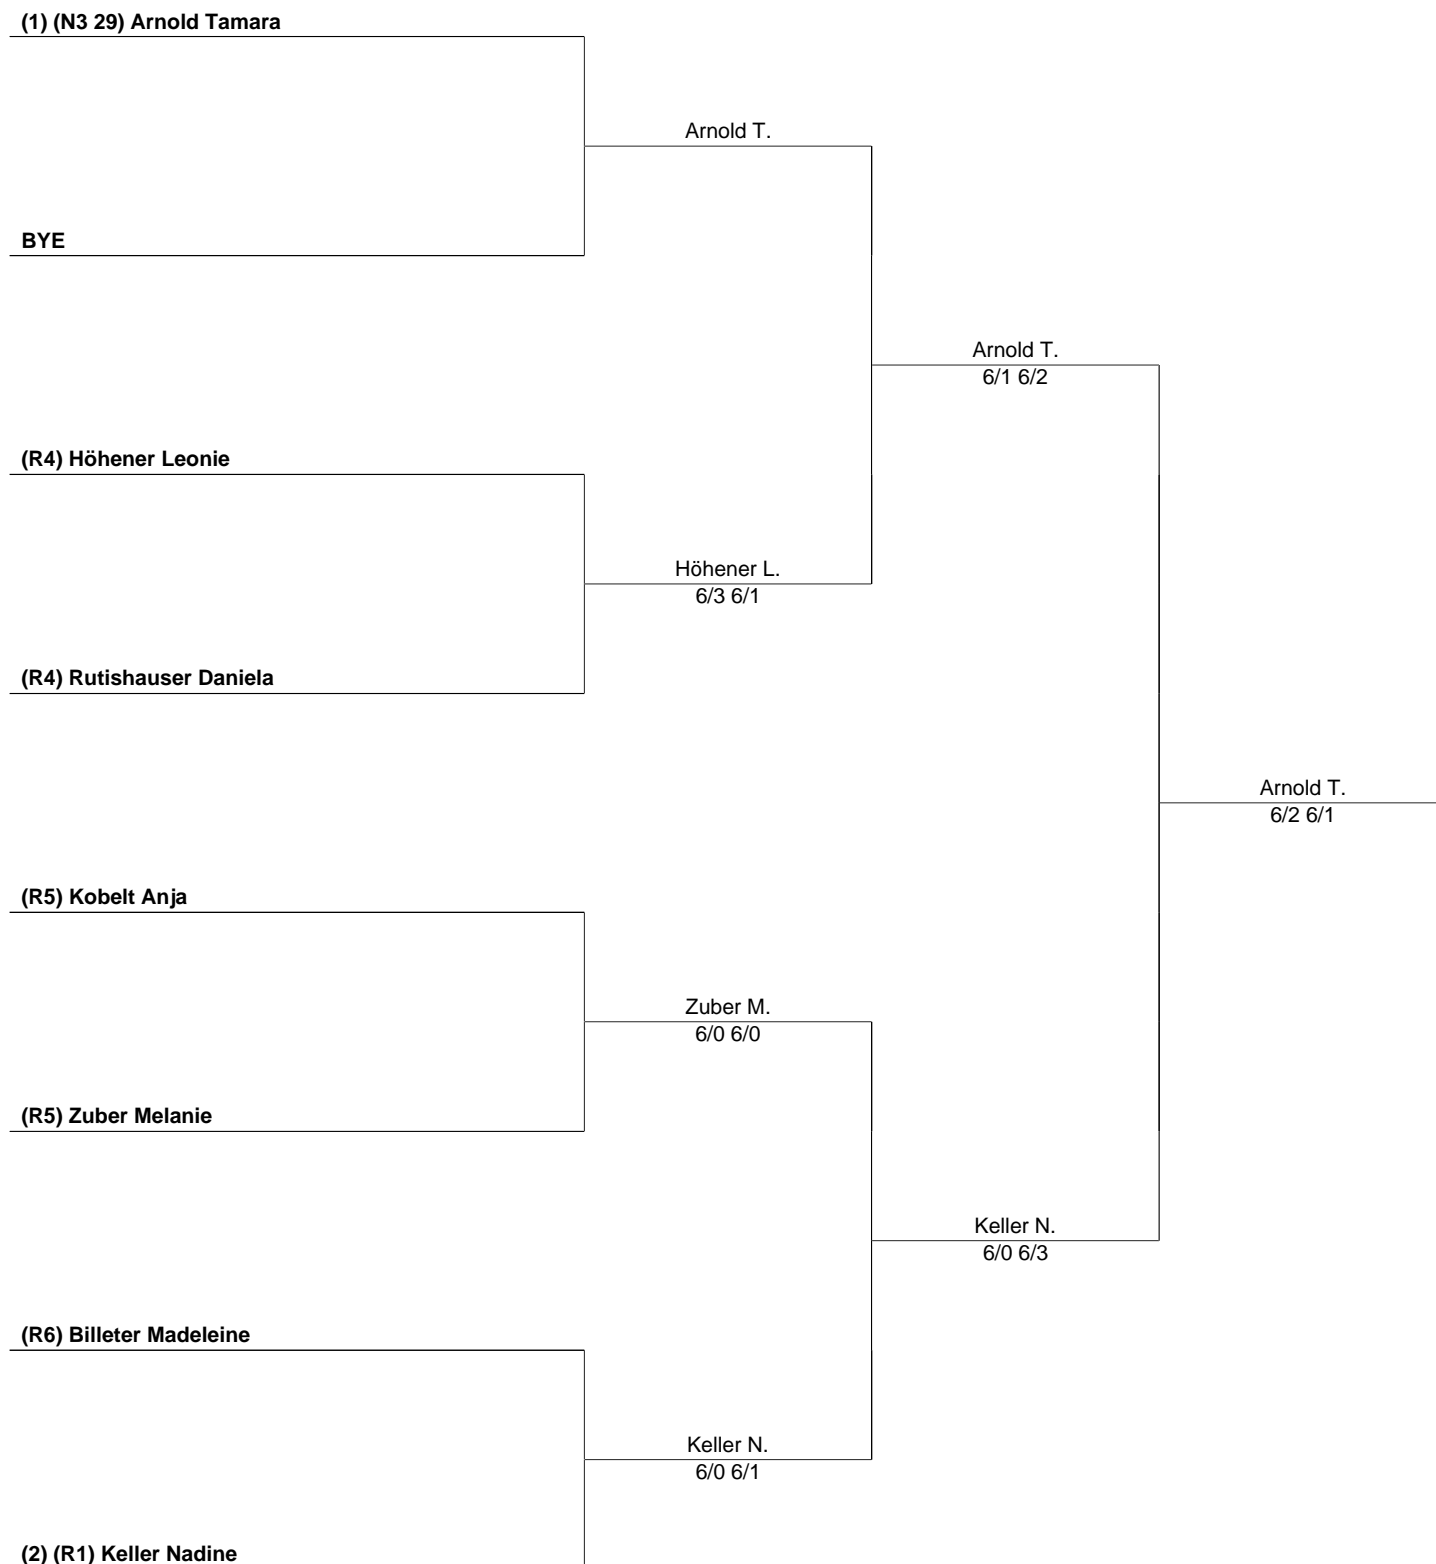 (1) (N3 29) Arnold Tamara
Arnold T.
BYE
Arnold T.
6/1 6/2
(R4) Höhener Leonie
Höhener L.
6/3 6/1
(R4) Rutishauser Daniela
Arnold T.
6/2 6/1
(R5) Kobelt Anja
Zuber M.
6/0 6/0
(R5) Zuber Melanie
Keller N.
6/0 6/3
(R6) Billeter Madeleine
Keller N.
6/0 6/1
(2) (R1) Keller Nadine